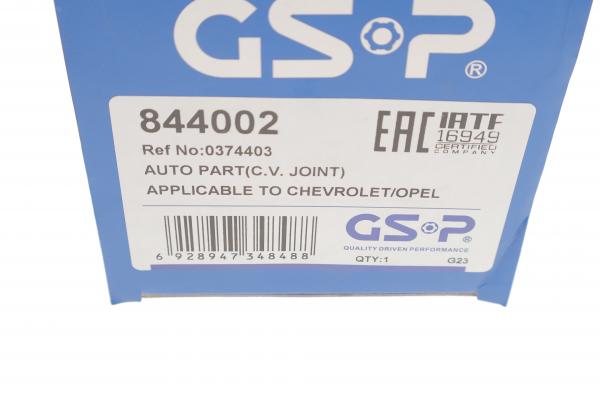 GSP®
844002
Ref No:0374403
AUTO PART(C.V. JOINT)
APPLICABLE TO CHEVROLET/OPEL
EAC IATF
16949
CERTIFIED
COMPANY
6 928947 348488
GSP
QUALITY DRIVEN PERFORMANCE
QTY:1 G23